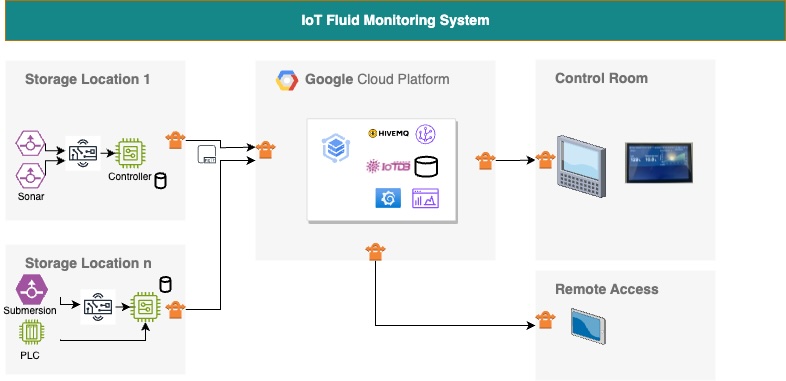 IoT Fluid Monitoring System
Storage Location 1
Sonar
Controller
Google Cloud Platform
HIVEMQ
IoTDB
Control Room
Storage Location n
Submersion
PLC
Remote Access